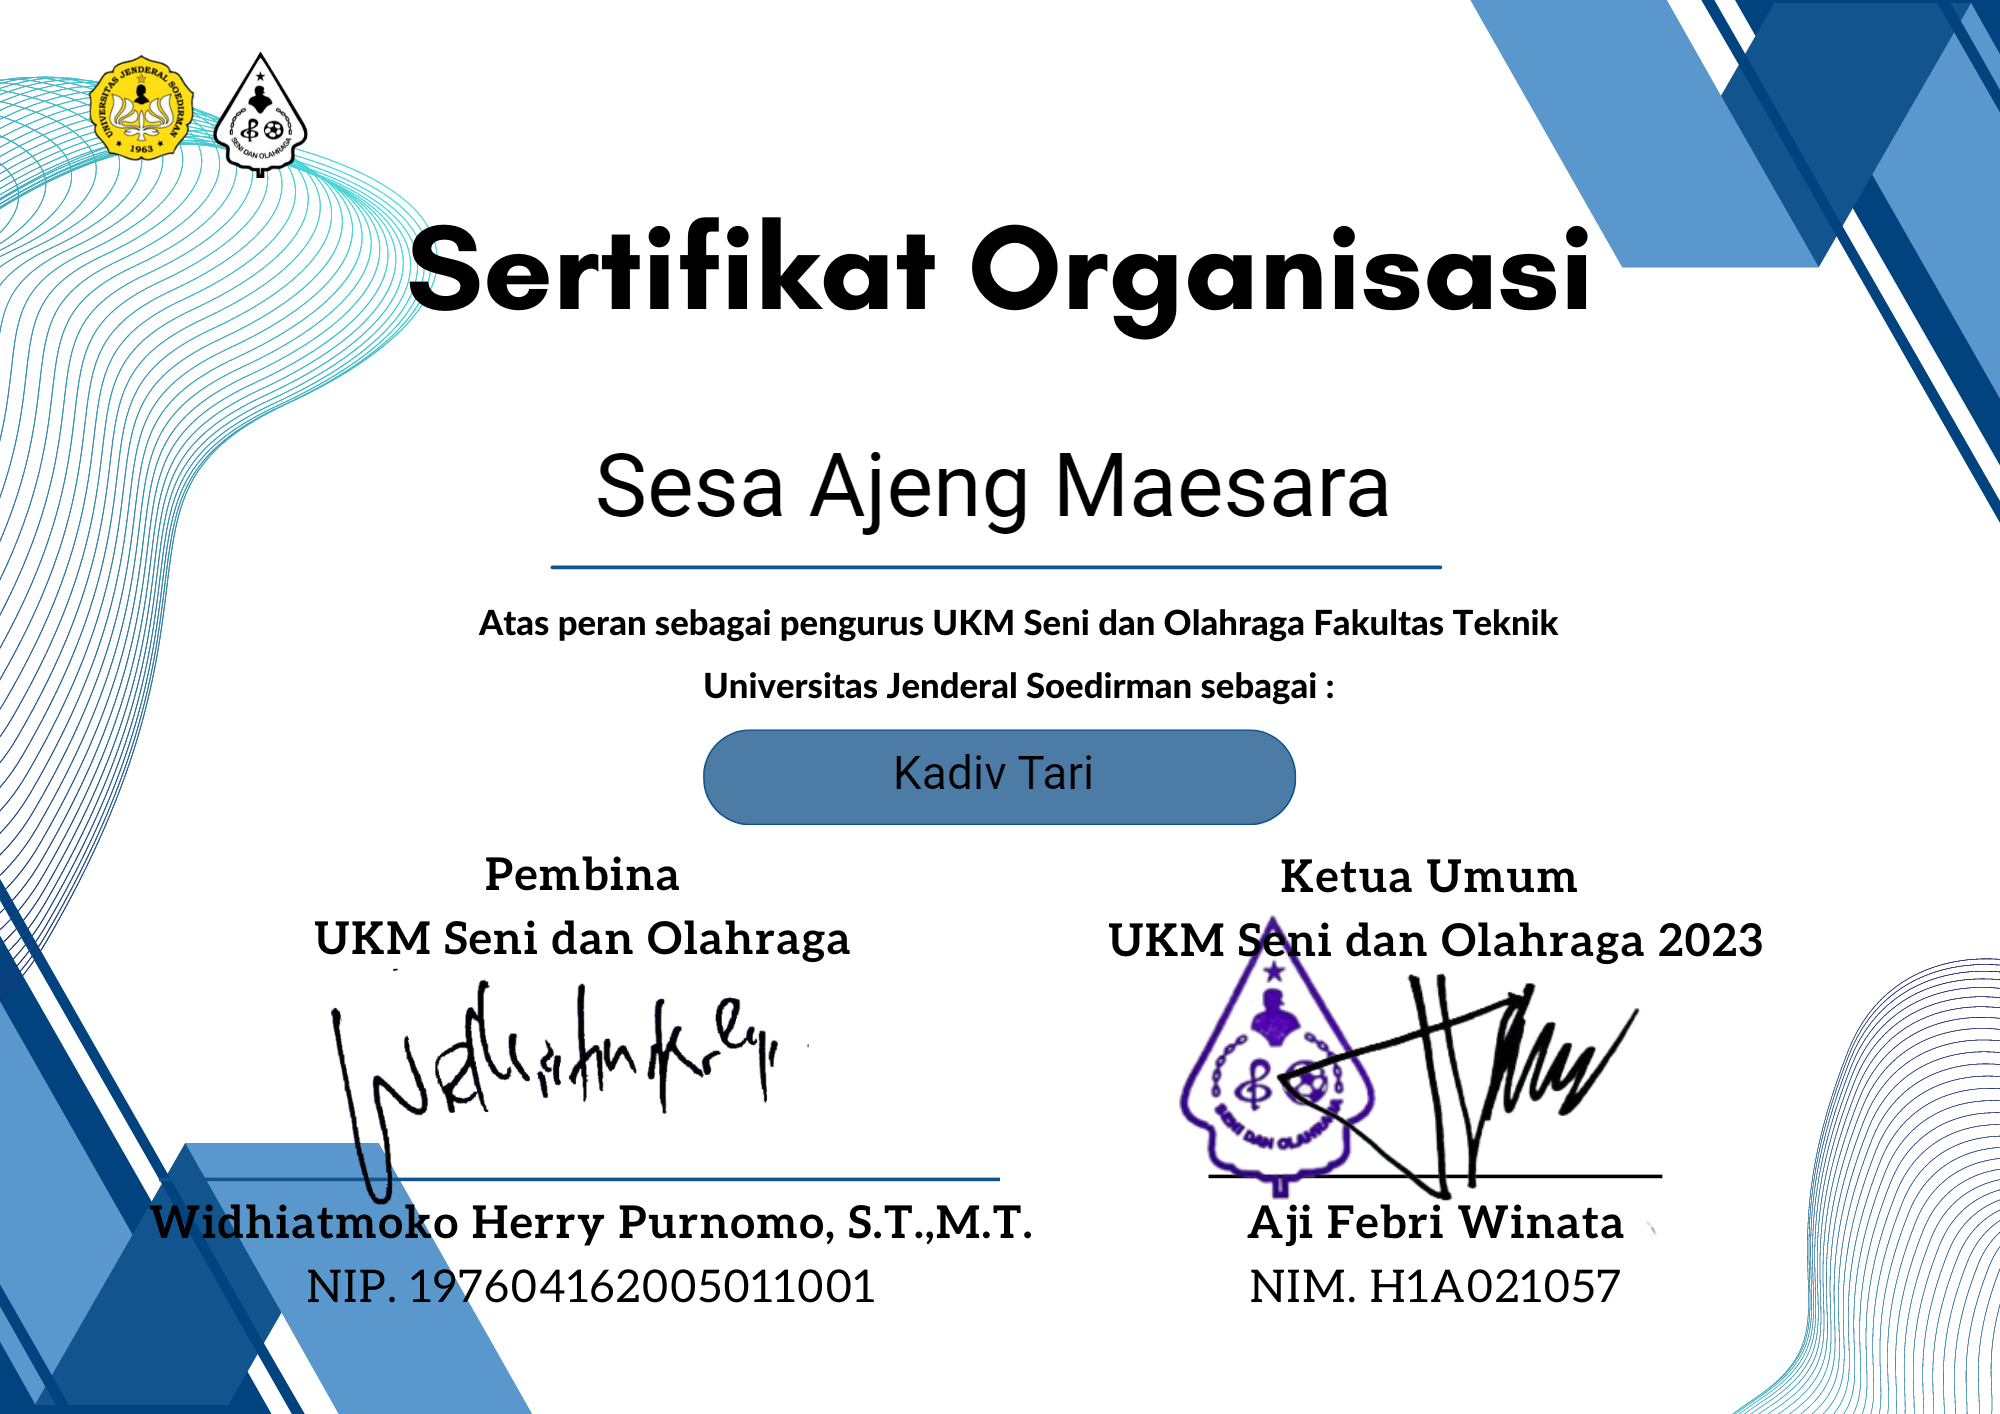 UNIVERSITAS JENDERAL SOEDIRMAN
1963
SENI DAN OLAHRAGA
Sertifikat Organisasi
Sesa Ajeng Maesara
Atas peran sebagai pengurus UKM Seni dan Olahraga Fakultas Teknik
Universitas Jenderal Soedirman sebagai :
Kadiv Tari
Pembina
UKM Seni dan Olahraga
Ketua Umum
UKM Seni dan Olahraga 2023
SENI DAN OLAHRAGA
Widhiatmoko Herry Purnomo, S.T.,M.T.
NIP. 197604162005011001
Aji Febri Winata
NIM. H1A021057